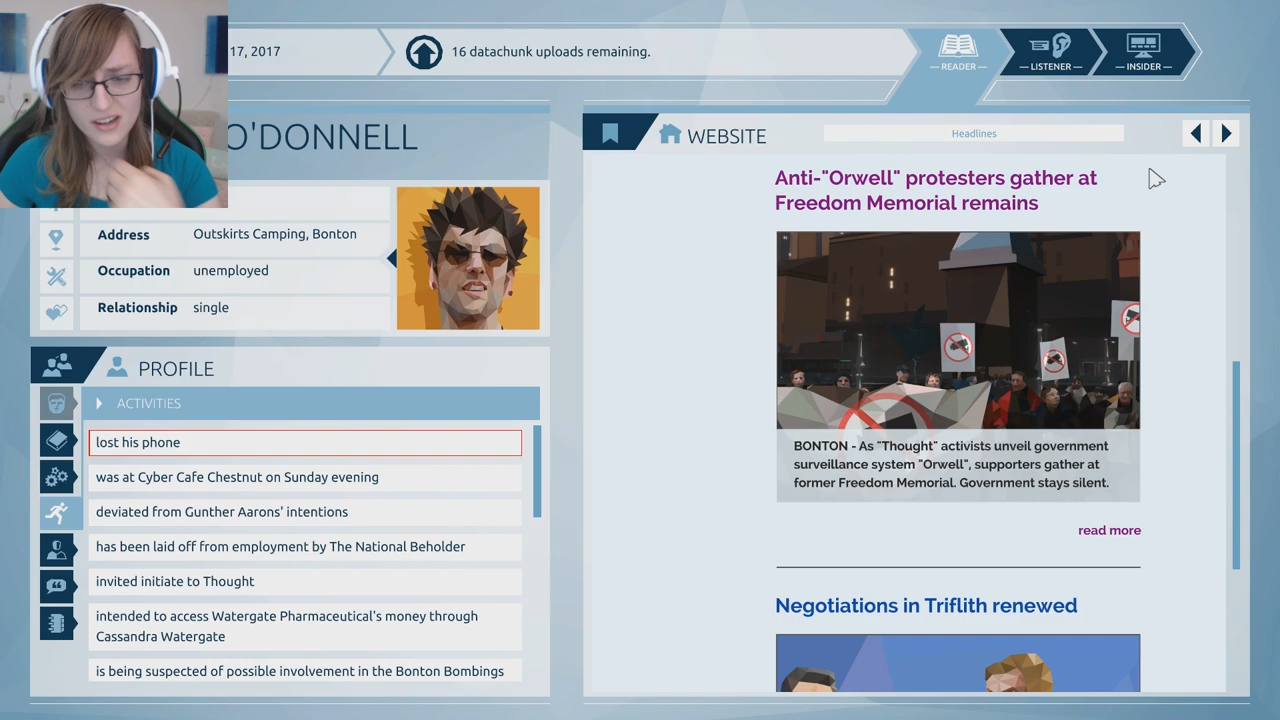 17, 2017
16 datachunk uploads remaining.
— READER —
— LISTENER —
— INSIDER —
O'DONNELL
Address Outskirts Camping, Bonton
Occupation unemployed
Relationship single
PROFILE
ACTIVITIES
lost his phone
was at Cyber Cafe Chestnut on Sunday evening
deviated from Gunther Aarons' intentions
has been laid off from employment by The National Beholder
invited initiate to Thought
intended to access Watergate Pharmaceutical's money through
Cassandra Watergate
is being suspected of possible involvement in the Bonton Bombings
WEBSITE
Headlines
Anti-"Orwell" protesters gather at
Freedom Memorial remains
BONTON - As "Thought" activists unveil government
surveillance system "Orwell", supporters gather at
former Freedom Memorial. Government stays silent.
read more
Negotiations in Triflith renewed